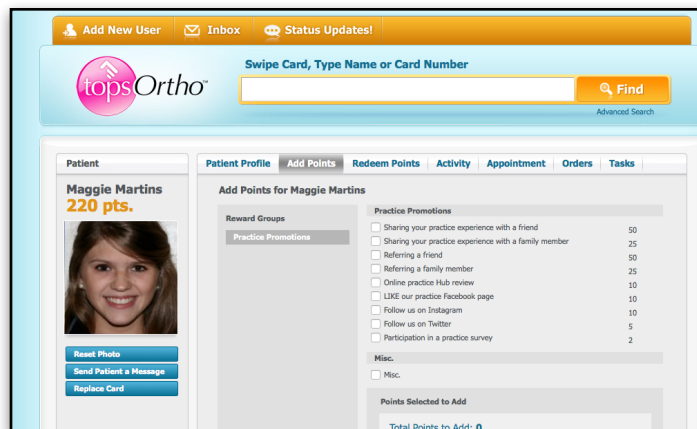 Add New User
Inbox
Status Updates!
topsOrtho™
Swipe Card, Type Name or Card Number
Find
Advanced Search
Patient
Maggie Martins
220 pts.
Reset Photo
Send Patient a Message
Replace Card
Patient Profile Add Points Redeem Points Activity Appointment Orders Tasks
Add Points for Maggie Martins
Reward Groups
Practice Promotions
Practice Promotions
Sharing your practice experience with a friend 50
Sharing your practice experience with a family member 25
Referring a friend 50
Referring a family member 25
Online practice Hub review 10
LIKE our practice Facebook page 10
Follow us on Instagram 10
Follow us on Twitter 5
Participation in a practice survey 2
Misc.
Misc.
Points Selected to Add
Total Points to Add: 0